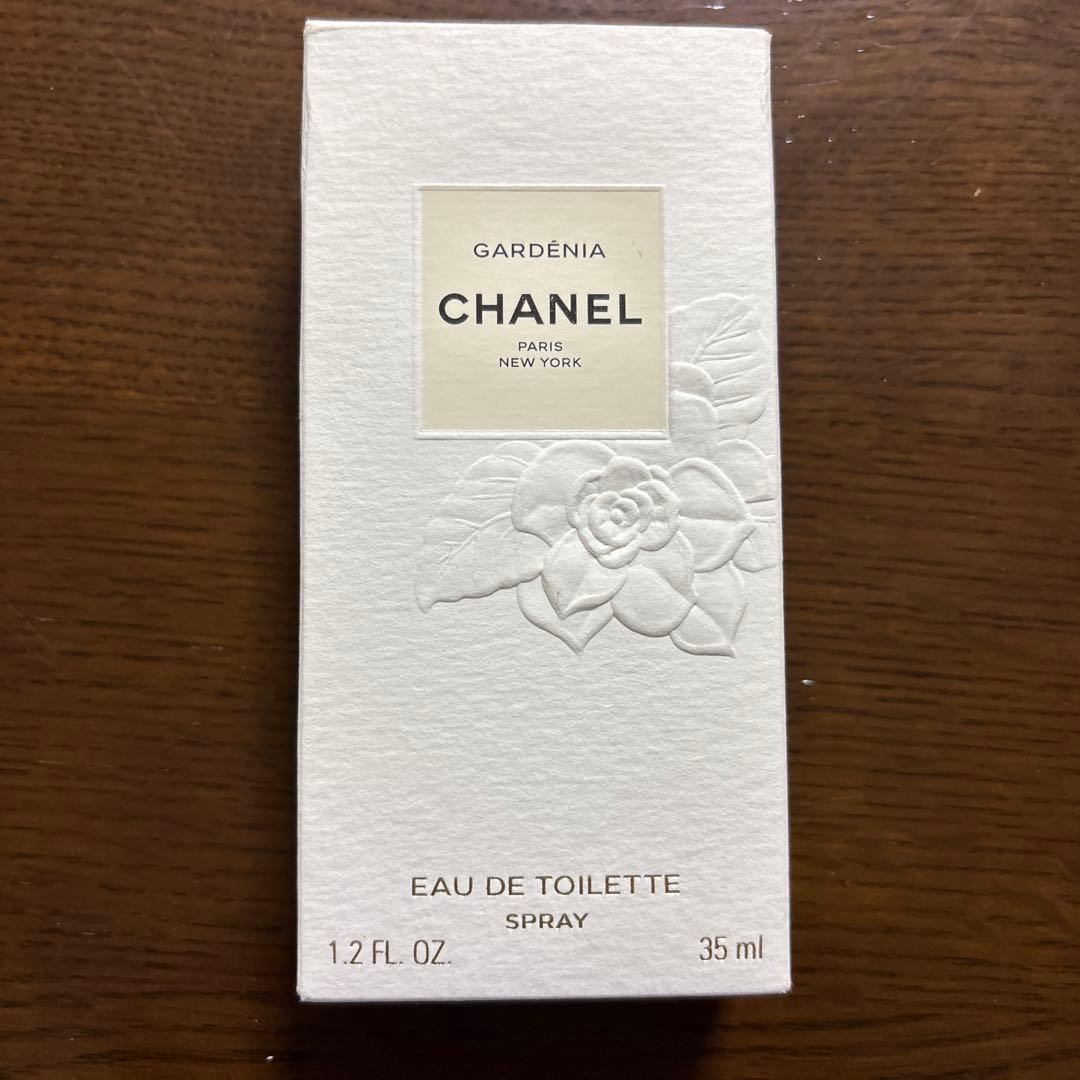 GARDÉNIA
CHANEL
PARIS
NEW YORK
EAU DE TOILETTE
SPRAY
1.2 FL. OZ. 35 ml